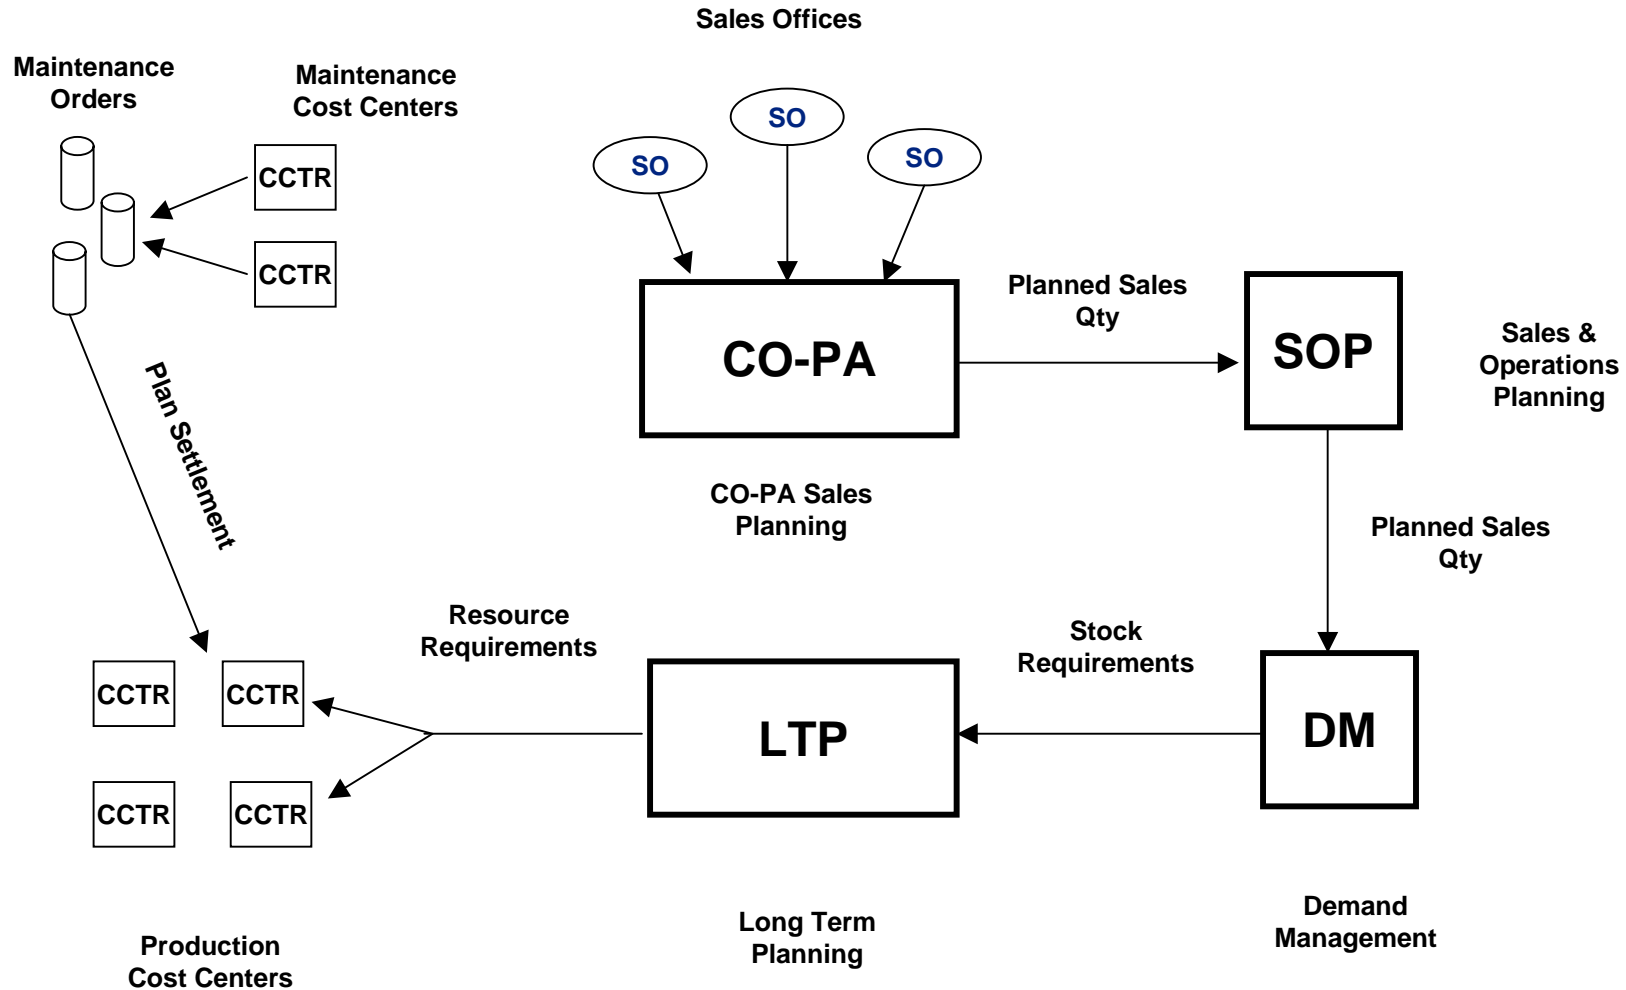 Sales Offices
Maintenance
Orders
Maintenance
Cost Centers
SO
SO
SO
CCTR
CCTR
Planned Sales
Qty
CO-PA
SOP
Sales &
Operations
Planning
Plan Settlement
CO-PA Sales
Planning
Planned Sales
Qty
Resource
Requirements
Stock
Requirements
CCTR
CCTR
LTP
DM
CCTR
CCTR
Long Term
Planning
Demand
Management
Production
Cost Centers